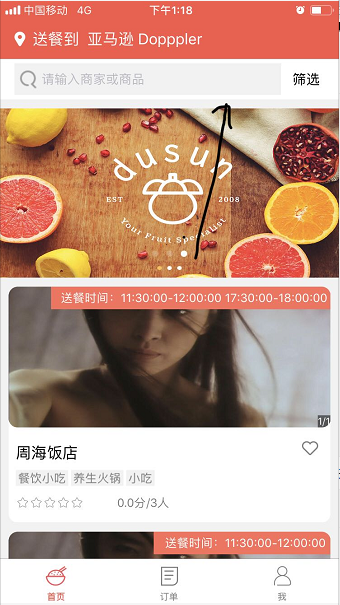 中国移动 4G 下午1:18
送餐到 亚马逊 Dopppler
请输入商家或商品 筛选
dusun
EST 2008
Your Fruit Specialist
送餐时间：11:30:00-12:00:00 17:30:00-18:00:00
1/1
周海饭店
餐饮小吃 养生火锅 小吃
0.0分/3人
送餐时间：11:30:00-12:00:00
首页 订单 我